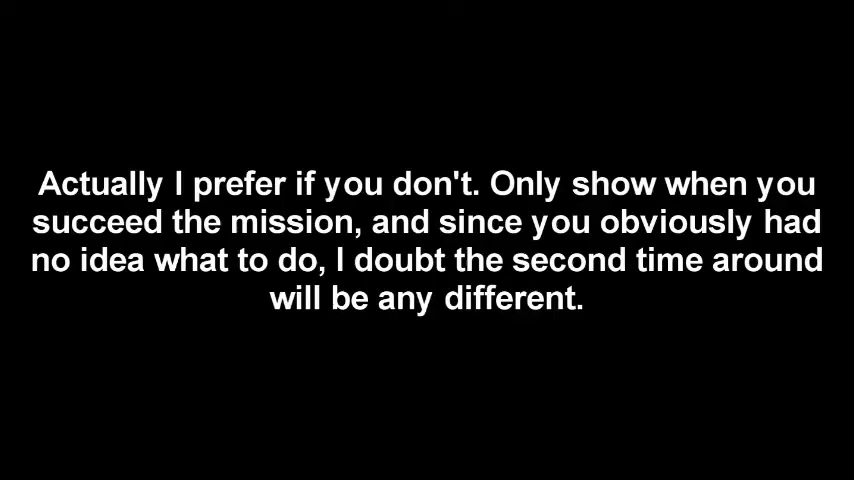 Actually I prefer if you don't. Only show when you
succeed the mission, and since you obviously had
no idea what to do, I doubt the second time around
will be any different.